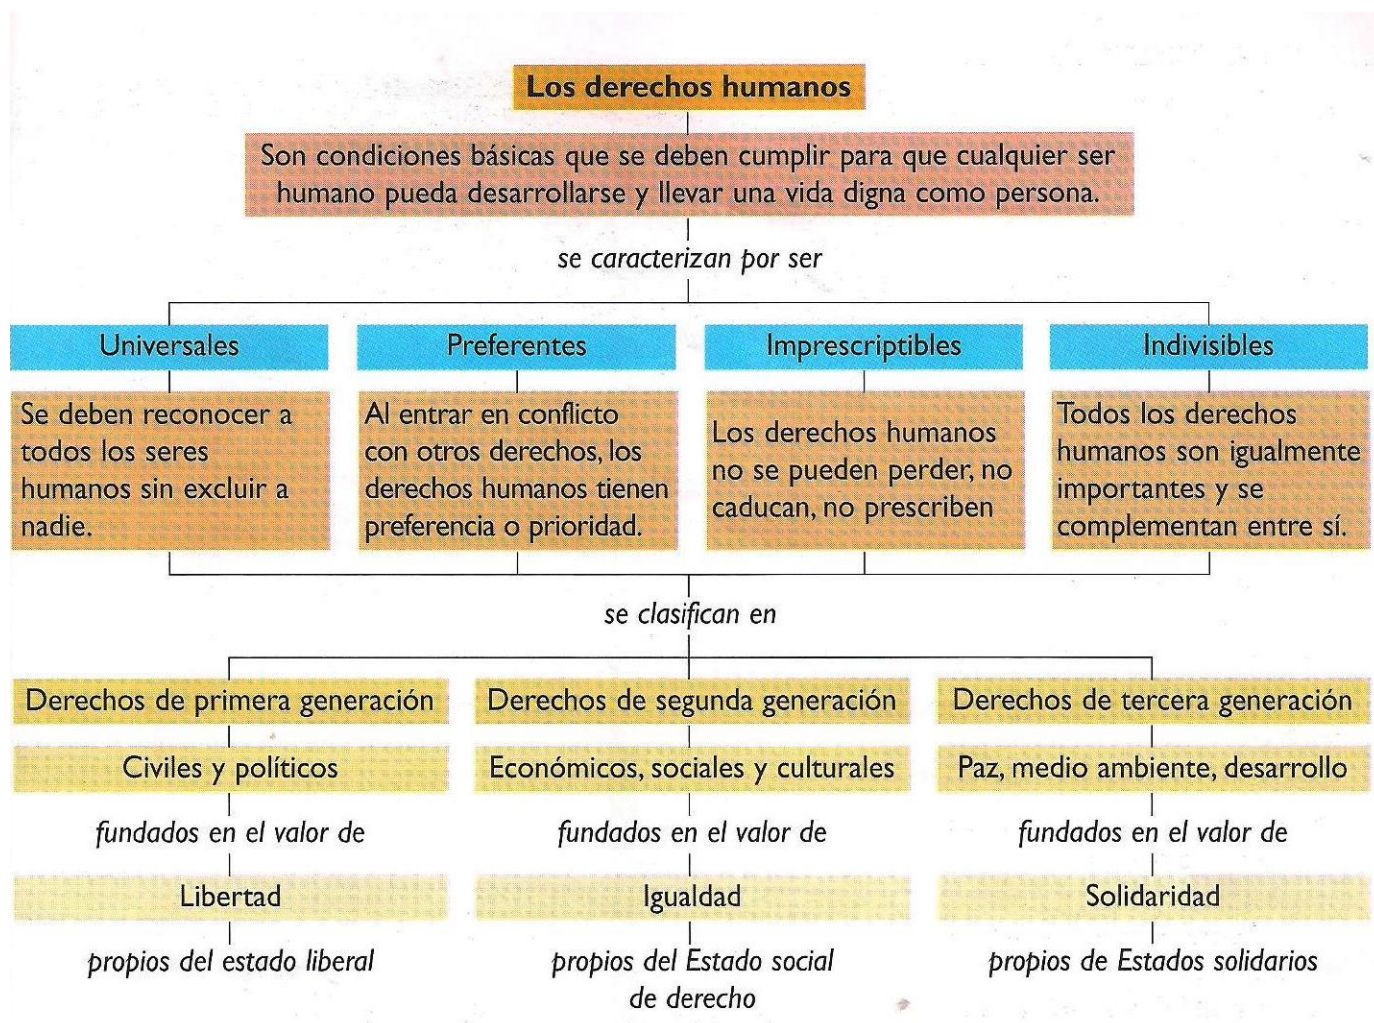 Los derechos humanos
Son condiciones básicas que se deben cumplir para que cualquier ser
humano pueda desarrollarse y llevar una vida digna como persona.
se caracterizan por ser
Universales
Preferentes
Imprescriptibles
Indivisibles
Se deben reconocer a
todos los seres
humanos sin excluir a
nadie.
Al entrar en conflicto
con otros derechos, los
derechos humanos tienen
preferencia o prioridad.
Los derechos humanos
no se pueden perder, no
caducan, no prescriben
Todos los derechos
humanos son igualmente
importantes y se
complementan entre sí.
se clasifican en
Derechos de primera generación
Derechos de segunda generación
Derechos de tercera generación
Civiles y políticos
Económicos, sociales y culturales
Paz, medio ambiente, desarrollo
fundados en el valor de
fundados en el valor de
fundados en el valor de
Libertad
Igualdad
Solidaridad
propios del estado liberal
propios del Estado social
de derecho
propios de Estados solidarios